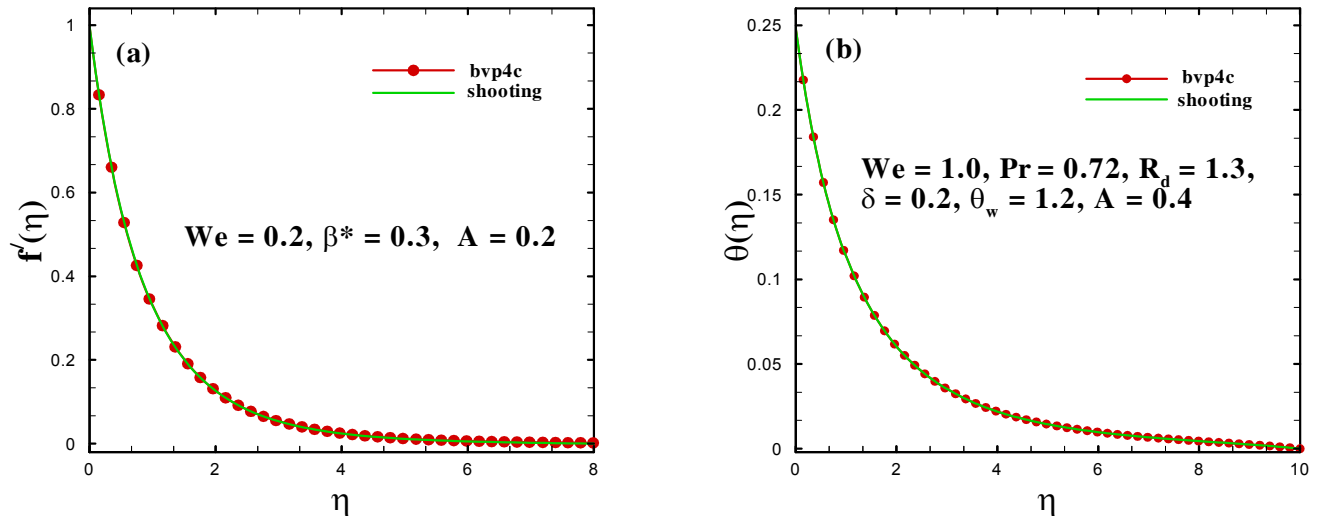 (a)
bvp4c
shooting
We = 0.2, β* = 0.3, A = 0.2
f′(η)
1
0.8
0.6
0.4
0.2
0
0
2
4
6
8
η
(b)
bvp4c
shooting
We = 1.0, Pr = 0.72, R_d = 1.3,
δ = 0.2, θ_w = 1.2, A = 0.4
θ(η)
0.25
0.2
0.15
0.1
0.05
0
0
2
4
6
8
10
η